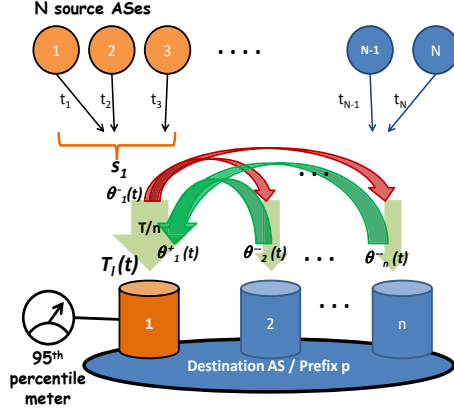 N source ASes
1 2 3 .... N-1 N
t1 t2 t3 tN-1 tN
s1
...
θ-1(t)
T/n
θ+1(t) θ--2(t) ... θ--n(t)
Tl(t)
1 2 ... n
95th
percentile
meter
Destination AS / Prefix p